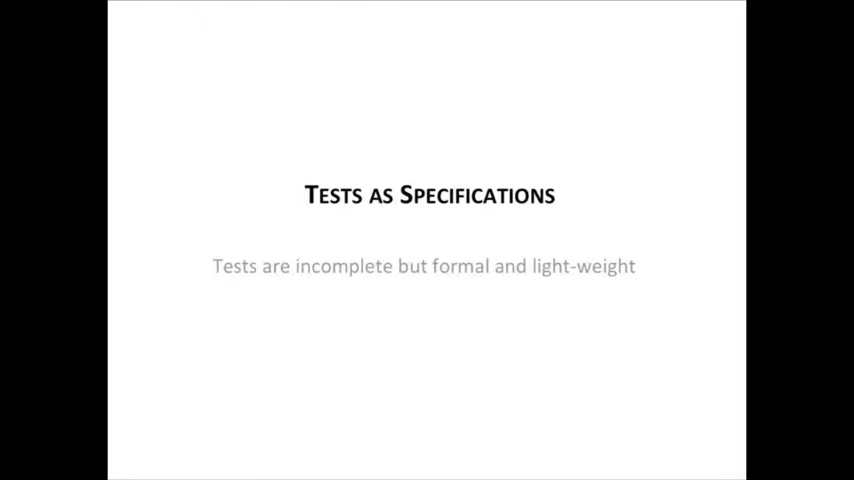 TESTS AS SPECIFICATIONS
Tests are incomplete but formal and light-weight